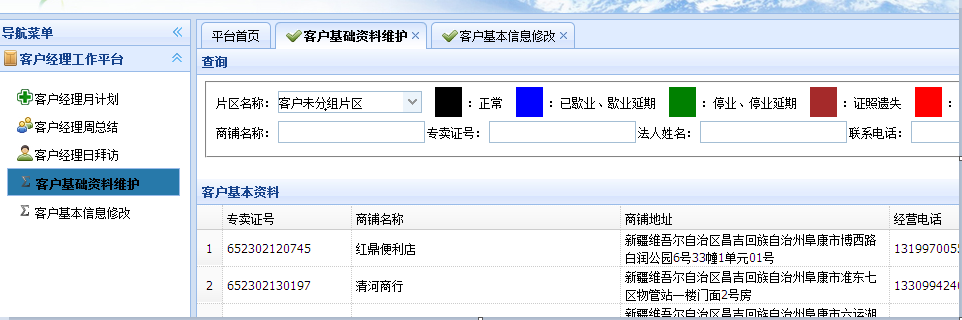 导航菜单
平台首页
客户基础资料维护
客户基本信息修改
客户经理工作平台
查询
客户经理月计划
客户经理周总结
客户经理日拜访
客户基础资料维护
客户基本信息修改
片区名称:
客户未分组片区
：正常
：已歇业、歇业延期
：停业、停业延期
：证照遗失
：
商铺名称:
专卖证号:
法人姓名:
联系电话:
客户基本资料
专卖证号 商铺名称 商铺地址 经营电话
1 652302120745 红鼎便利店 新疆维吾尔自治区昌吉回族自治州阜康市博西路
白润公园6号33幢1单元01号
2 652302130197 清河商行 新疆维吾尔自治区昌吉回族自治州阜康市准东七
区物管站一楼门面2号房
1330994240
新疆维吾尔自治区昌吉回族自治州阜康市六运湖